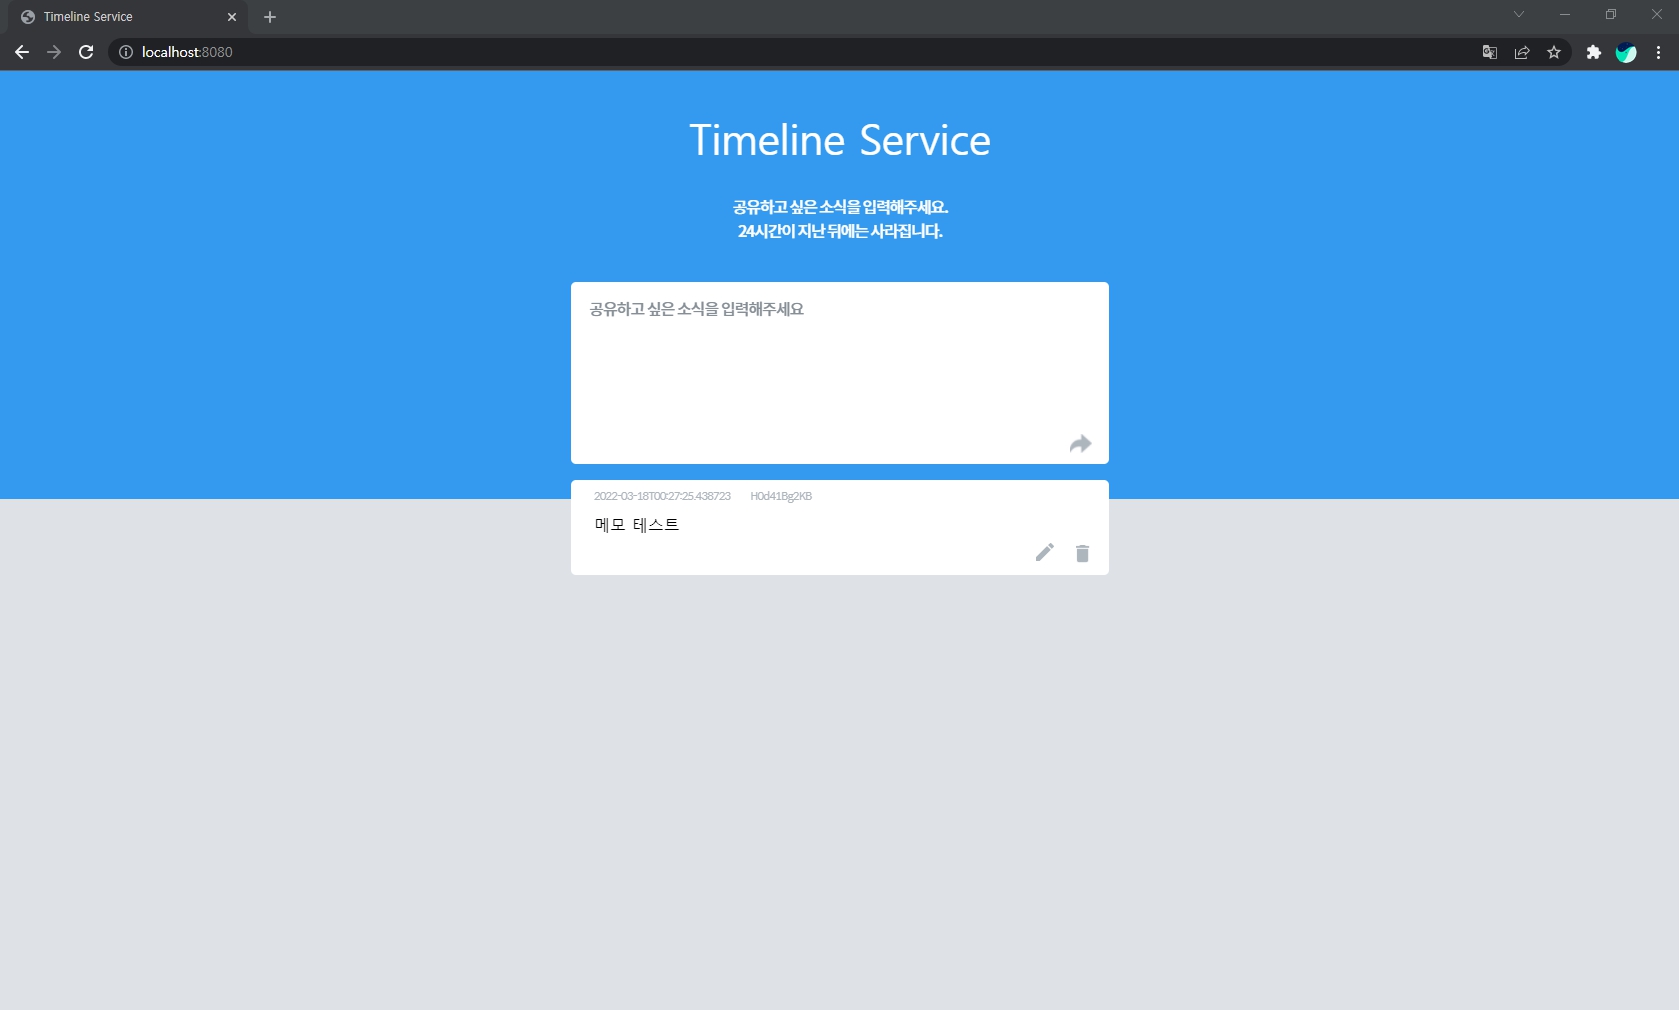 Timeline Service
localhost:8080
Timeline Service
공유하고 싶은 소식을 입력해주세요.
24시간이 지난 뒤에는 사라집니다.
공유하고 싶은 소식을 입력해주세요
2022-03-18T00:27:25.438723 H0d41Bg2KB
메모 테스트